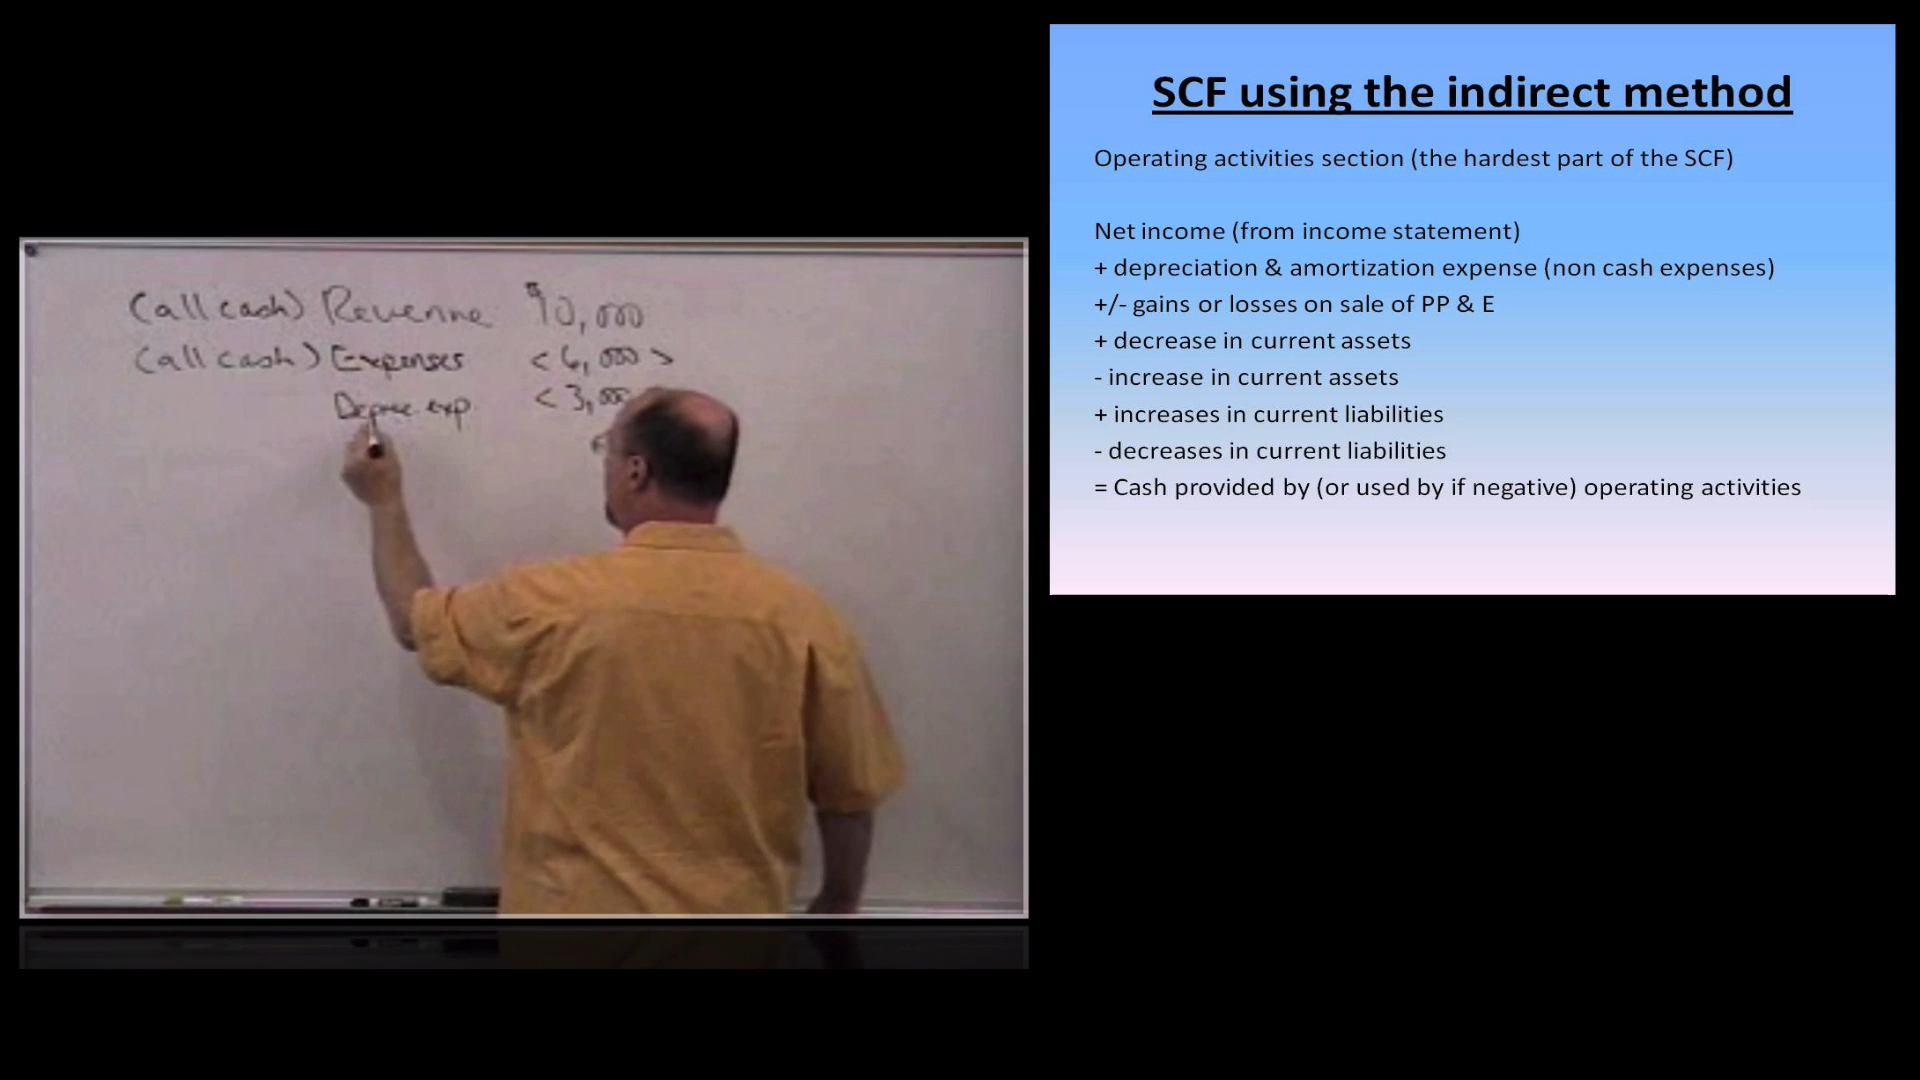 (all cash) Revenue $10,000
(all cash) Expenses < 6,000 >
Deprec. exp. < 3,000
SCF using the indirect method
Operating activities section (the hardest part of the SCF)
Net income (from income statement)
+ depreciation & amortization expense (non cash expenses)
+/- gains or losses on sale of PP & E
+ decrease in current assets
- increase in current assets
+ increases in current liabilities
- decreases in current liabilities
= Cash provided by (or used by if negative) operating activities